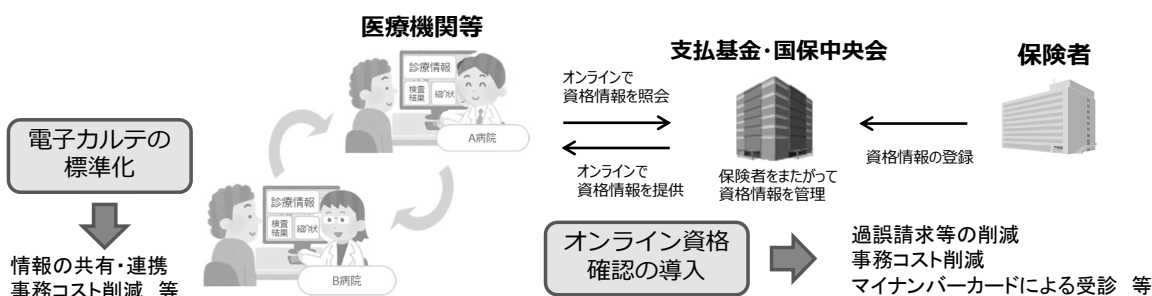 医療機関等
支払基金・国保中央会
保険者
診療情報
検査
結果
紹介状
A病院
オンラインで
資格情報を照会
オンラインで
資格情報を提供
保険者をまたがって
資格情報を管理
資格情報の登録
電子カルテの
標準化
情報の共有・連携
事務コスト削減 等
診療情報
検査
結果
紹介状
B病院
オンライン資格
確認の導入
過誤請求等の削減
事務コスト削減
マイナンバーカードによる受診 等